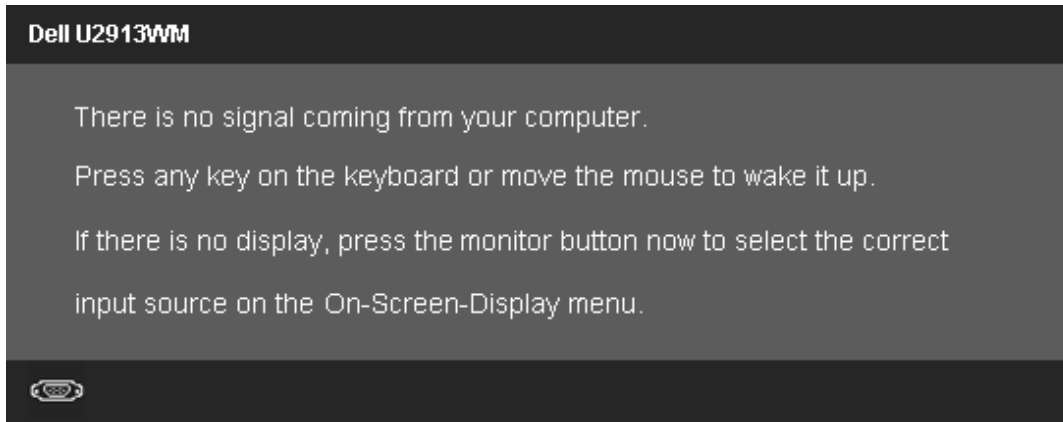 Dell U2913WM
There is no signal coming from your computer.
Press any key on the keyboard or move the mouse to wake it up.
If there is no display, press the monitor button now to select the correct
input source on the On-Screen-Display menu.